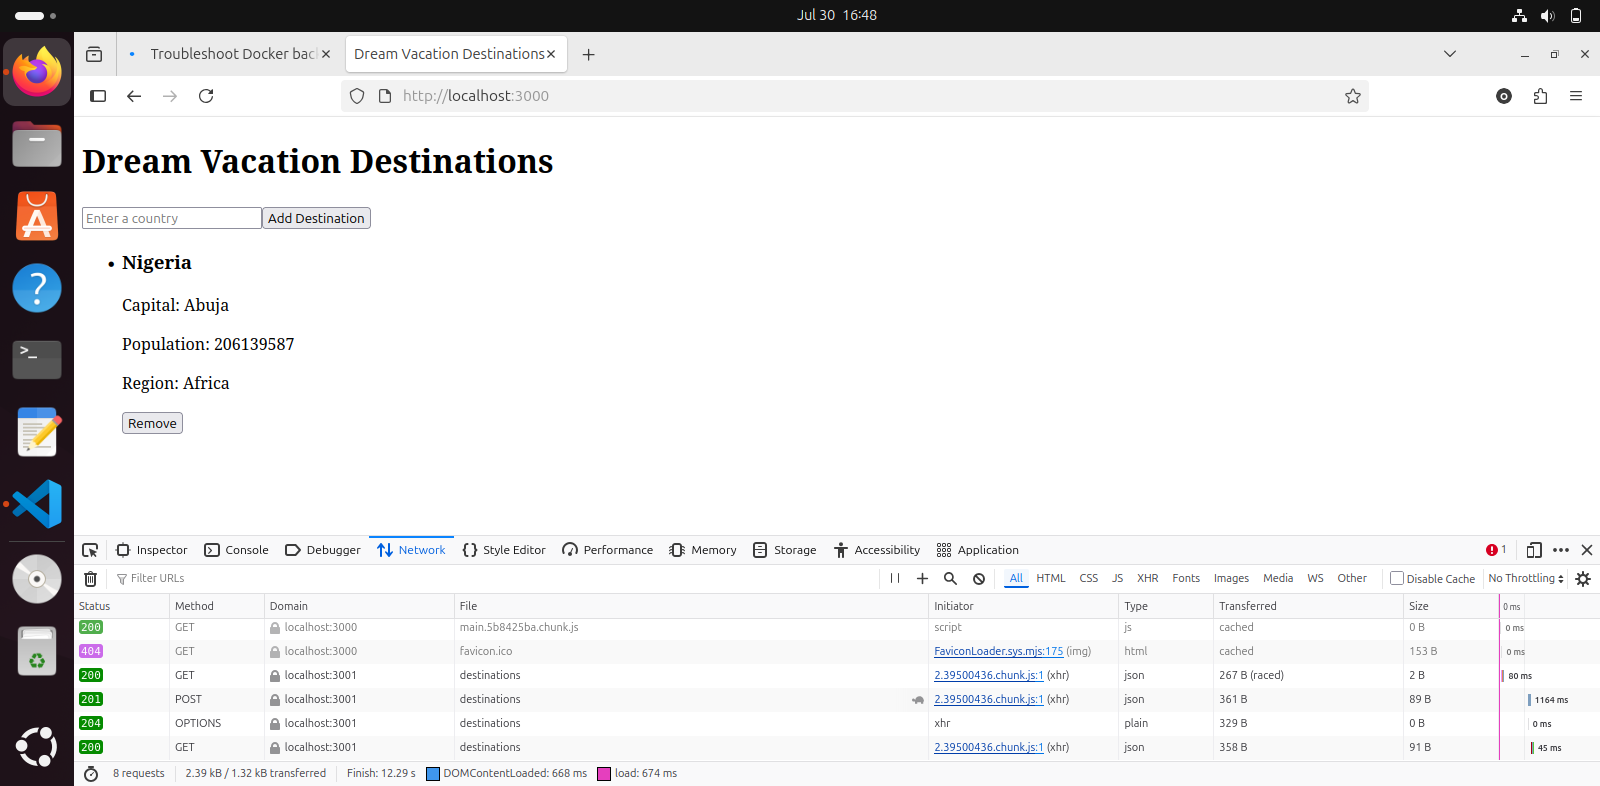 Jul 30 16:48
Troubleshoot Docker bac
Dream Vacation Destinations
http://localhost:3000
Dream Vacation Destinations
Enter a country
Add Destination
Nigeria
Capital: Abuja
Population: 206139587
Region: Africa
Remove
Inspector Console Debugger Network Style Editor Performance Memory Storage Accessibility Application 1
Filter URLs All HTML CSS JS XHR Fonts Images Media WS Other Disable Cache No Throttling
Status Method Domain File Initiator Type Transferred Size 0 ms
200 GET localhost:3000 main.5b8425ba.chunk.js script js cached 0 B 0 ms
404 GET localhost:3000 favicon.ico FaviconLoader.sys.mjs:175 (img) html cached 153 B 0 ms
200 GET localhost:3001 destinations 2.39500436.chunk.js:1 (xhr) json 267 B (raced) 2 B 80 ms
201 POST localhost:3001 destinations 2.39500436.chunk.js:1 (xhr) json 361 B 89 B 1164 ms
204 OPTIONS localhost:3001 destinations xhr plain 329 B 0 B 0 ms
200 GET localhost:3001 destinations 2.39500436.chunk.js:1 (xhr) json 358 B 91 B 45 ms
8 requests 2.39 kB / 1.32 kB transferred Finish: 12.29 s DOMContentLoaded: 668 ms load: 674 ms